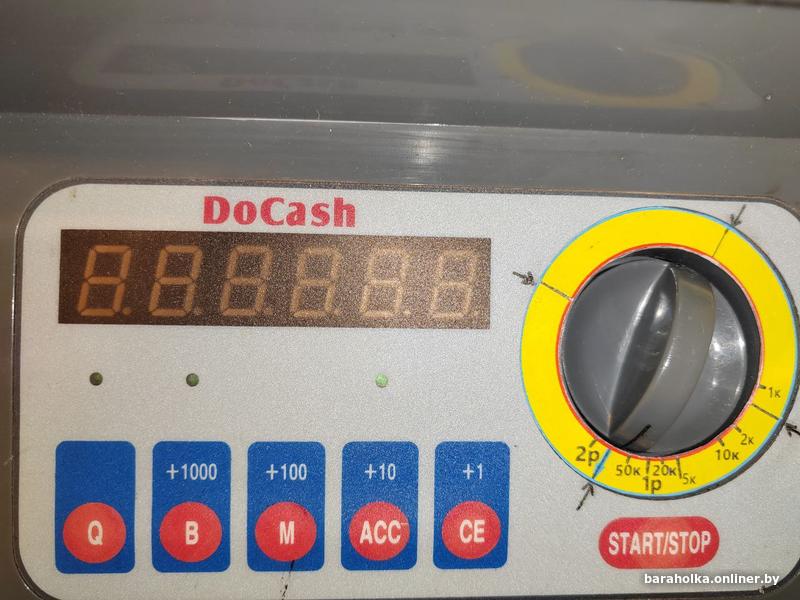 DoCash
+1000
+100
+10
+1
Q
B
M
ACC
CE
1к
2к
10к
5к
20к
50к
1р
2р
START/STOP
baraholka.onliner.by